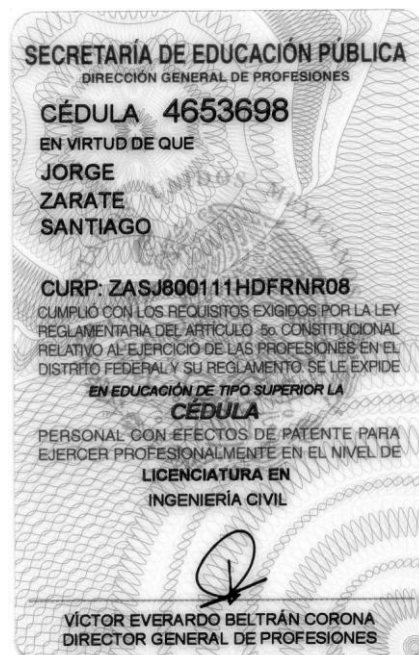 SECRETARÍA DE EDUCACIÓN PÚBLICA
DIRECCIÓN GENERAL DE PROFESIONES
CÉDULA 4653698
EN VIRTUD DE QUE
JORGE
ZARATE
SANTIAGO
UNIDOS MEXICANOS
CURP: ZASJ800111HDFRNR08
CUMPLIÓ CON LOS REQUISITOS EXIGIDOS POR LA LEY
REGLAMENTARIA DEL ARTÍCULO 5o. CONSTITUCIONAL
RELATIVO AL EJERCICIO DE LAS PROFESIONES EN EL
DISTRITO FEDERAL Y SU REGLAMENTO. SE LE EXPIDE
EN EDUCACIÓN DE TIPO SUPERIOR LA
CÉDULA
PERSONAL CON EFECTOS DE PATENTE PARA
EJERCER PROFESIONALMENTE EN EL NIVEL DE
LICENCIATURA EN
INGENIERÍA CIVIL
VÍCTOR EVERARDO BELTRÁN CORONA
DIRECTOR GENERAL DE PROFESIONES